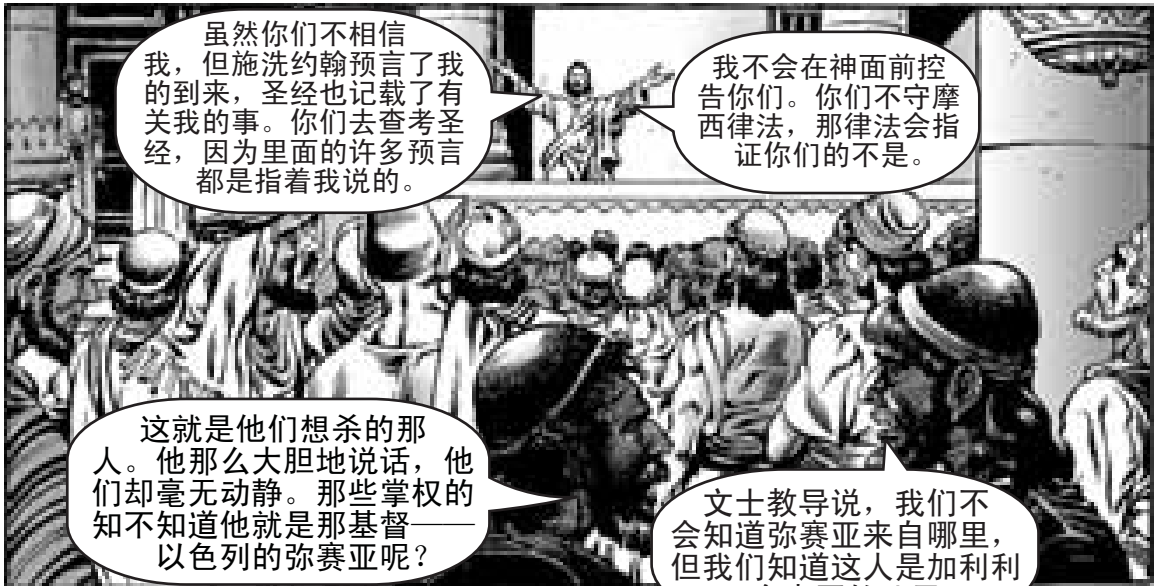 虽然你们不相信
我，但施洗约翰预言了我
的到来，圣经也记载了有
关我的事。你们去查考圣
经，因为里面的许多预言
都是指着我说的。
我不会在神面前控
告你们。你们不守摩
西律法，那律法会指
证你们的不是。
这就是他们想杀的那
人。他那么大胆地说话，他
们却毫无动静。那些掌权的
知不知道他就是那基督——
以色列的弥赛亚呢？
文士教导说，我们不
会知道弥赛亚来自哪里，
但我们知道这人是加利利